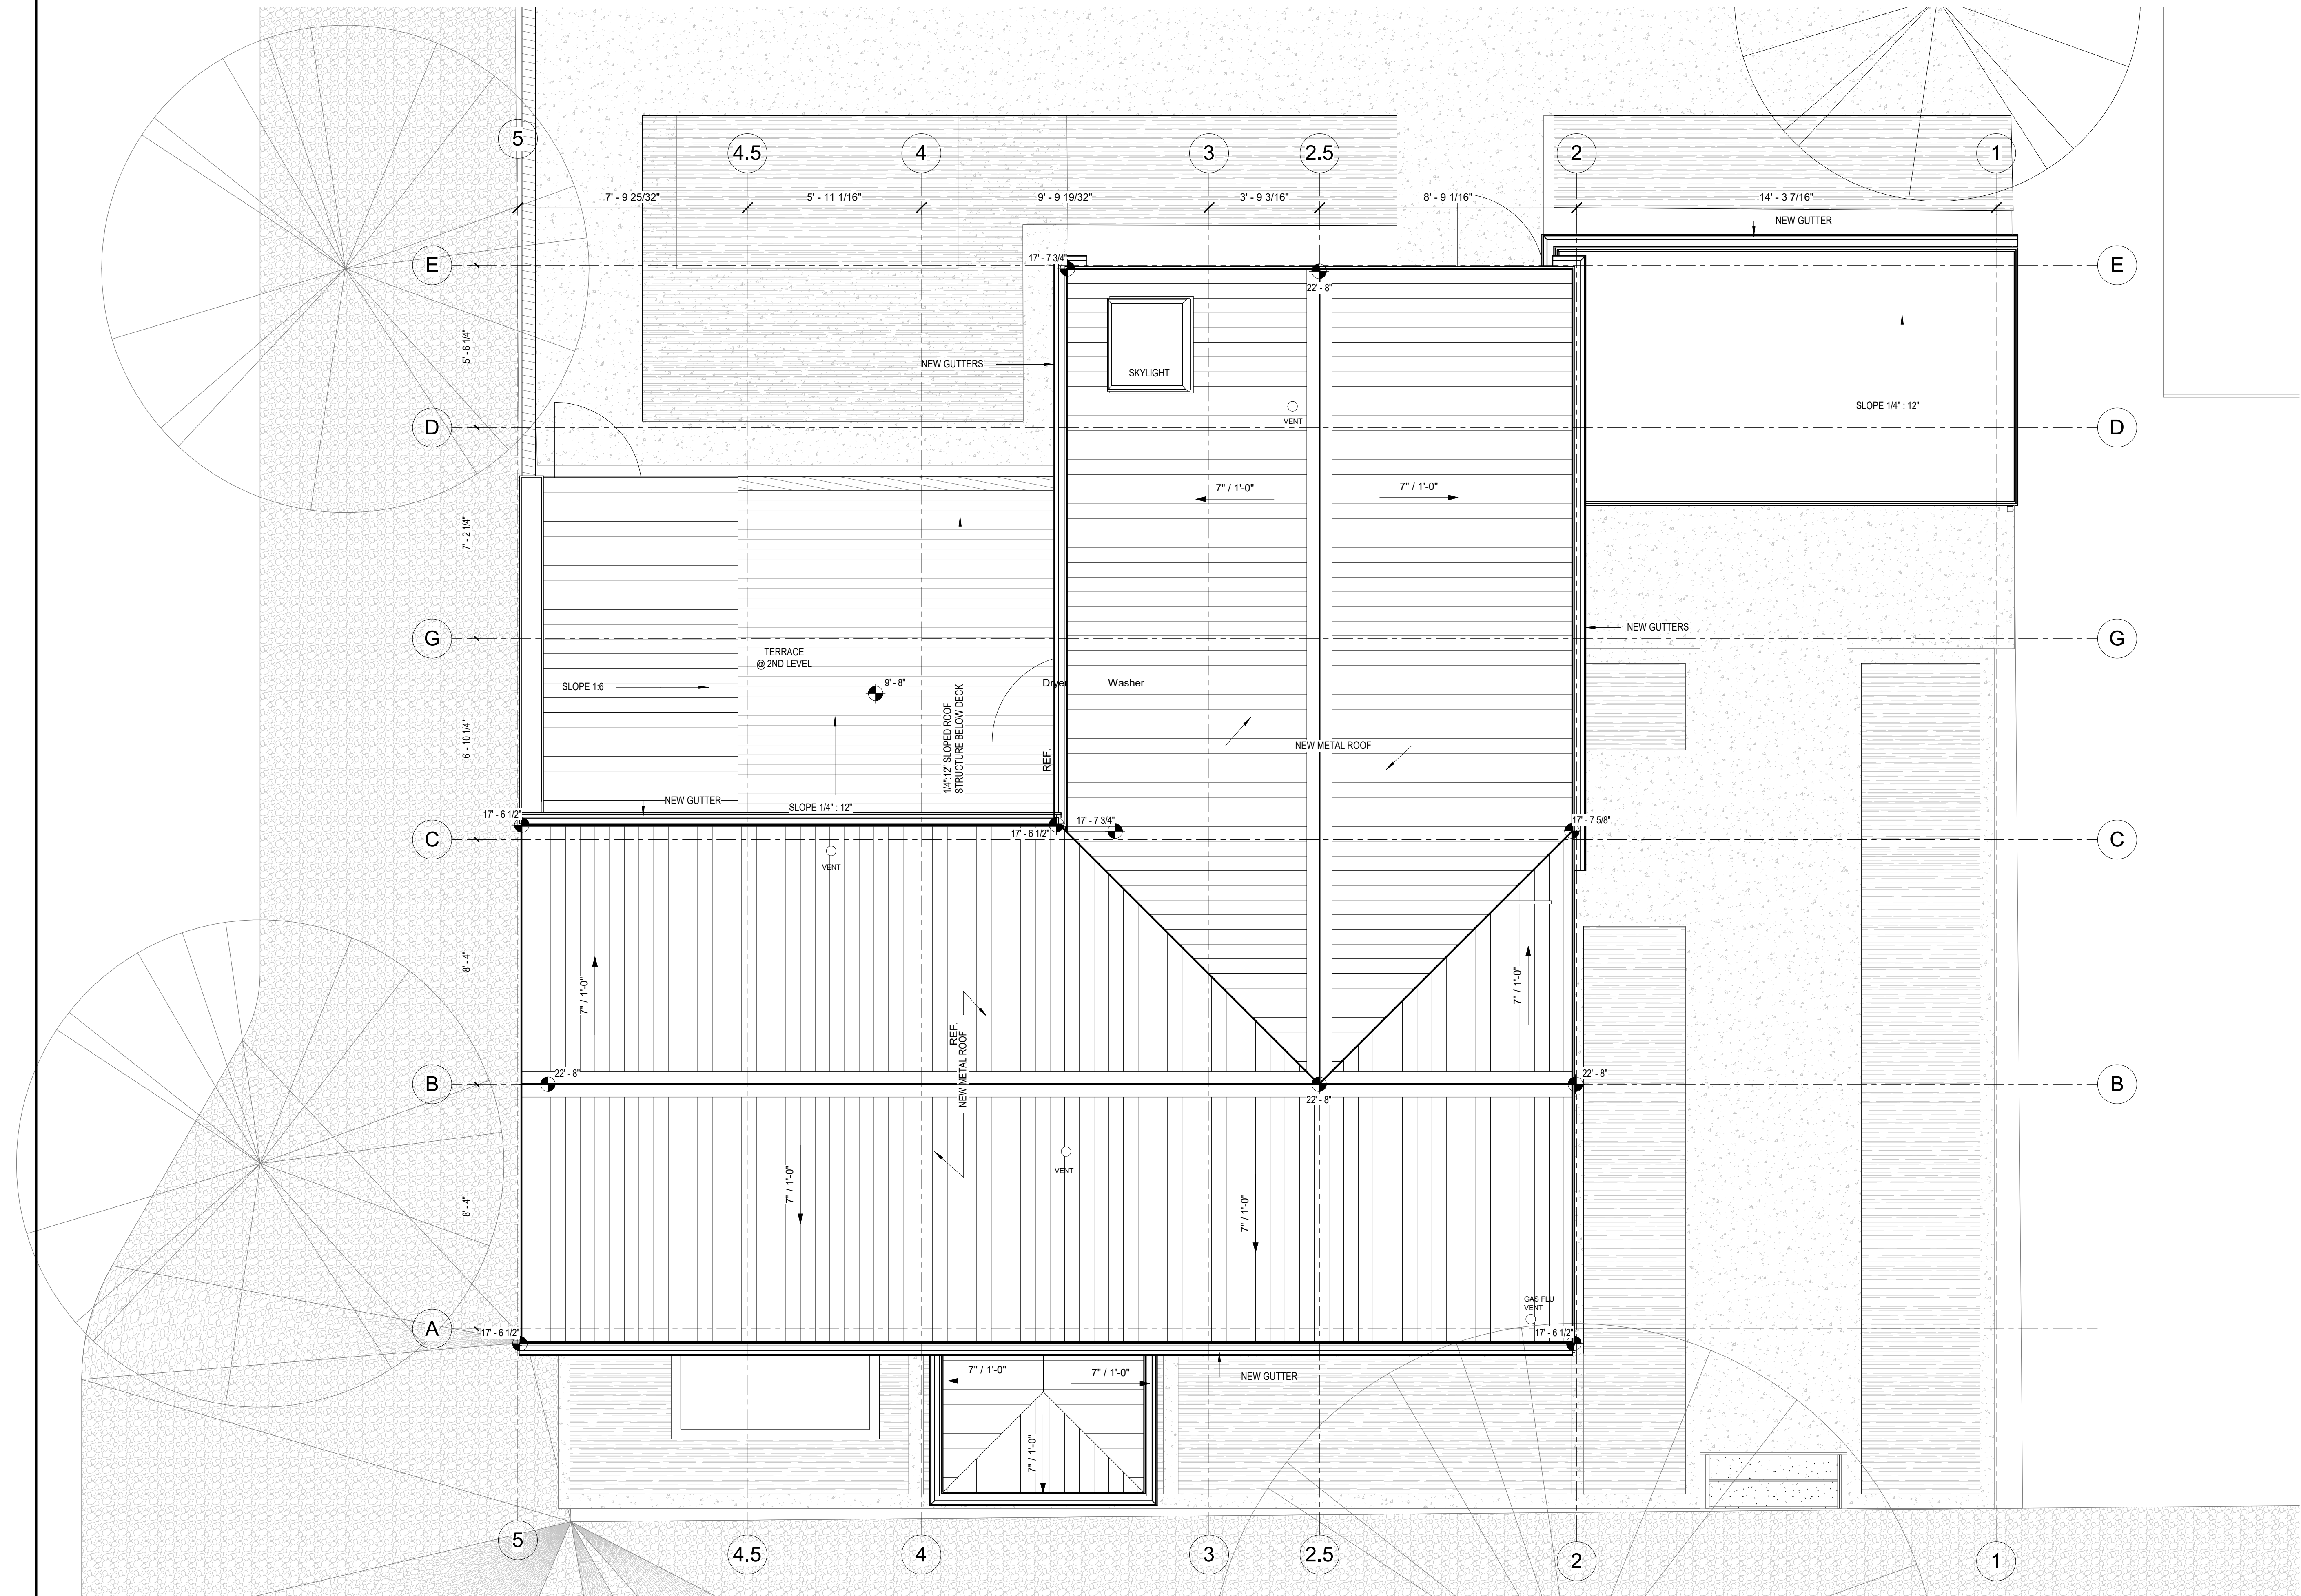 5
4.5
4
3
2.5
2
1
7' - 9 25/32"
5' - 11 1/16"
9' - 9 19/32"
3' - 9 3/16"
8' - 9 1/16"
14' - 3 7/16"
NEW GUTTER
E
17' - 7 3/4"
22' - 8"
E
5' - 6 1/4"
NEW GUTTERS
SKYLIGHT
VENT
SLOPE 1/4" : 12"
D
D
7' - 2 1/4"
7" / 1'-0"
7" / 1'-0"
G
NEW GUTTERS
G
TERRACE
@ 2ND LEVEL
SLOPE 1:6
9' - 8"
Dryer
Washer
6' - 10 1/4"
1/4":12" SLOPED ROOF
STRUCTURE BELOW DECK
REF.
NEW METAL ROOF
NEW GUTTER
SLOPE 1/4" : 12"
17' - 6 1/2"
17' - 6 1/2"
17' - 7 3/4"
17' - 7 5/8"
C
C
VENT
8' - 4"
7" / 1'-0"
7" / 1'-0"
REF.
NEW METAL ROOF
B
22' - 8"
22' - 8"
22' - 8"
B
VENT
8' - 4"
7" / 1'-0"
7" / 1'-0"
GAS FLU
VENT
A
17' - 6 1/2"
17' - 6 1/2"
7" / 1'-0"
7" / 1'-0"
NEW GUTTER
7" / 1'-0"
5
4.5
4
3
2.5
2
1